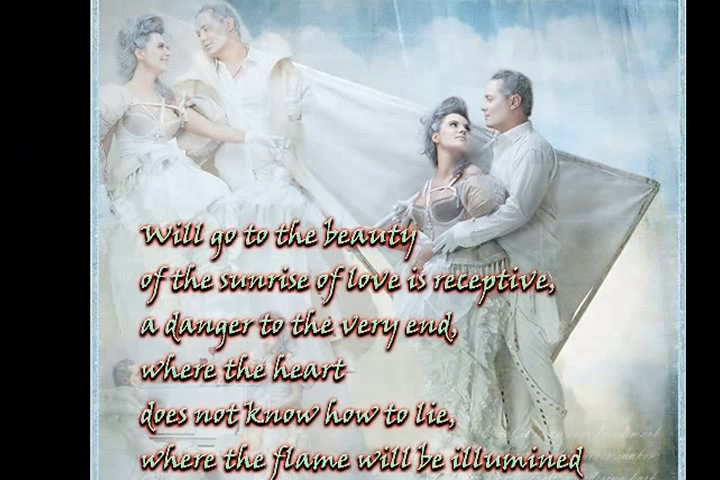 Will go to the beauty
of the sunrise of love is receptive,
a danger to the very end,
where the heart
does not know how to lie,
where the flame will be illumined